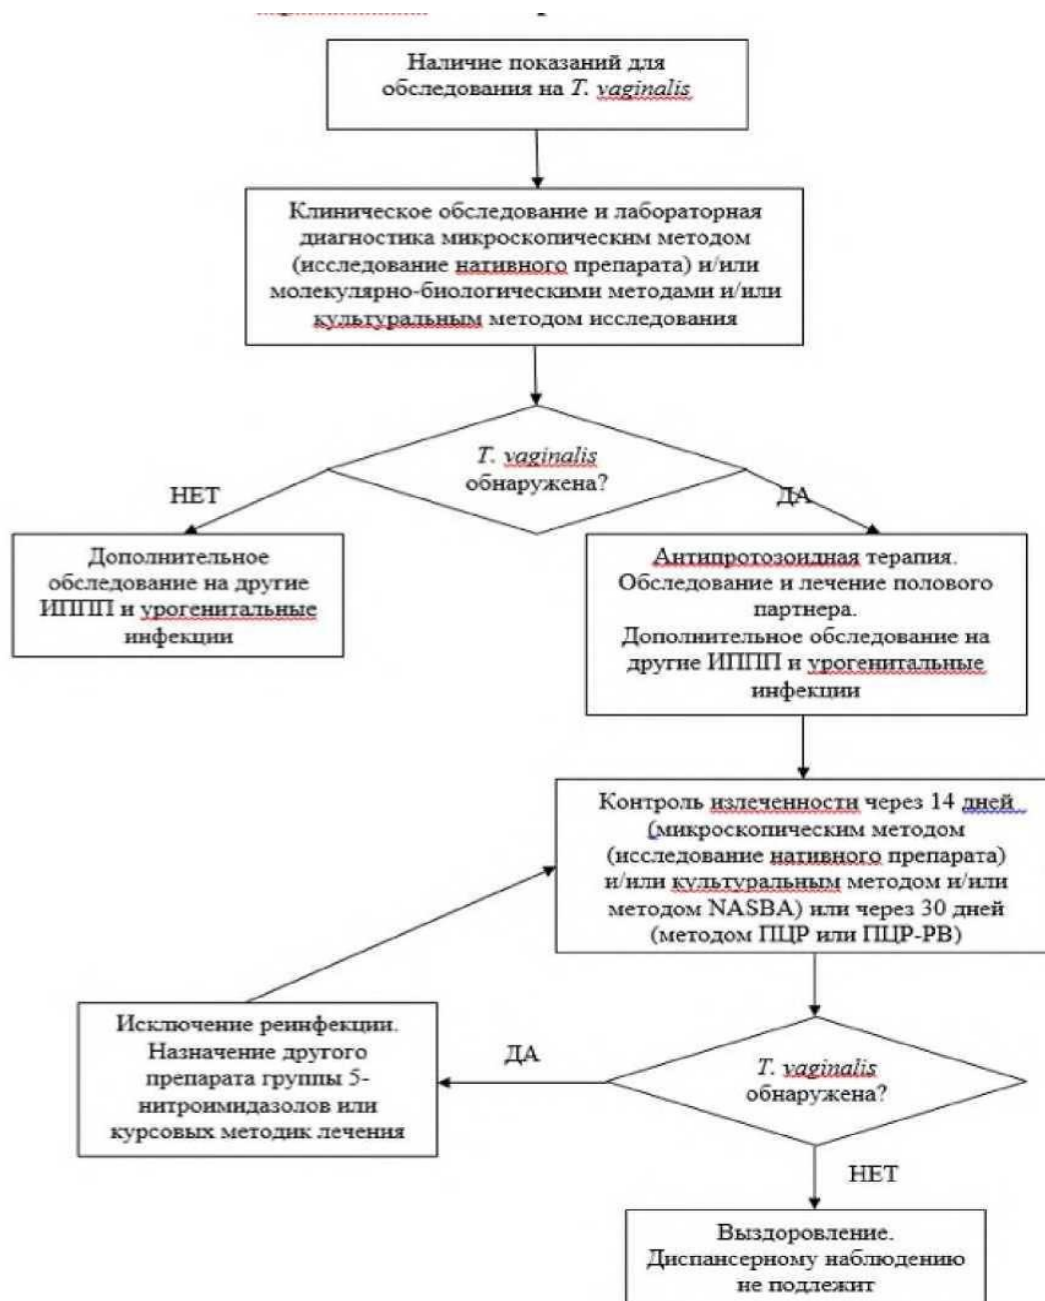 Наличие показаний для
обследования на T. vaginalis
Клиническое обследование и лабораторная
диагностика микроскопическим методом
(исследование нативного препарата) и/или
молекулярно-биологическими методами и/или
культуральным методом исследования
T. vaginalis
обнаружена?
НЕТ
ДА
Дополнительное
обследование на другие
ИППП и урогенитальные
инфекции
Антипротозоидная терапия.
Обследование и лечение полового
партнера.
Дополнительное обследование на
другие ИППП и урогенитальные
инфекции
Контроль излеченности через 14 дней
(микроскопическим методом
(исследование нативного препарата)
и/или культуральным методом и/или
методом NASBA) или через 30 дней
(методом ПЦР или ПЦР-РВ)
Исключение реинфекции.
Назначение другого
препарата группы 5-
нитроимидазолов или
курсовых методик лечения
ДА
T. vaginalis
обнаружена?
НЕТ
Выздоровление.
Диспансерному наблюдению
не подлежит